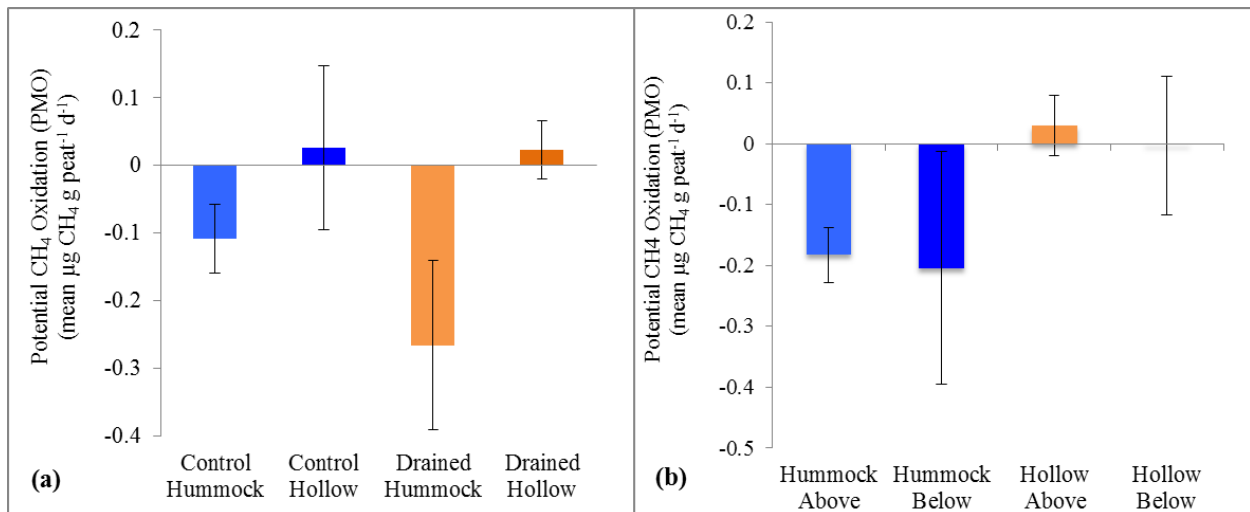 Potential CH₄ Oxidation (PMO)
(mean µg CH₄ g peat⁻¹ d⁻¹)
0.2
0.1
0
-0.1
-0.2
-0.3
-0.4
Control
Hummock
Control
Hollow
Drained
Hummock
Drained
Hollow
(a)
Potential CH4 Oxidation (PMO)
(mean µg CH₄ g peat⁻¹ d⁻¹)
0.2
0.1
0
-0.1
-0.2
-0.3
-0.4
-0.5
Hummock
Above
Hummock
Below
Hollow
Above
Hollow
Below
(b)